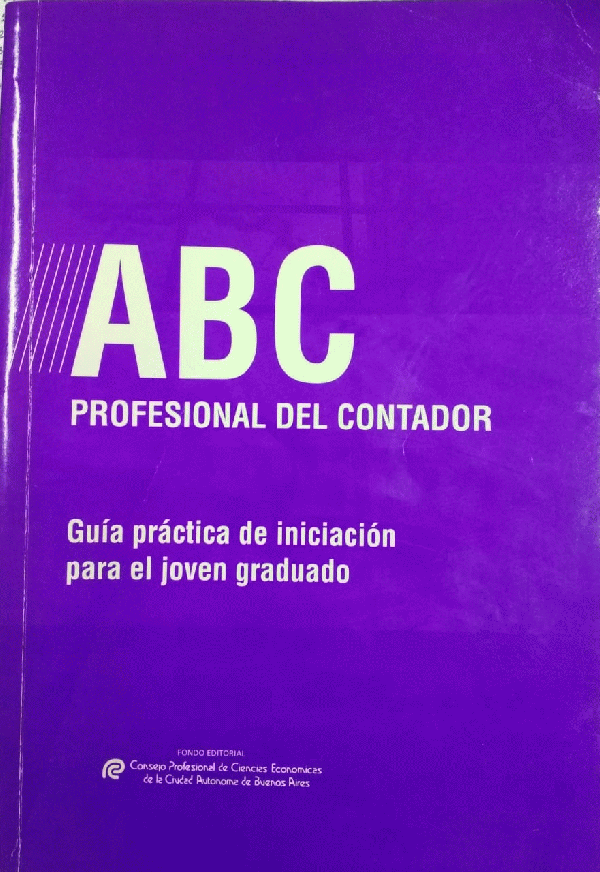 ABC
PROFESIONAL DEL CONTADOR
Guía práctica de iniciación
para el joven graduado
FONDO EDITORIAL
Consejo Profesional de Ciencias Económicas
de la Ciudad Autónoma de Buenos Aires